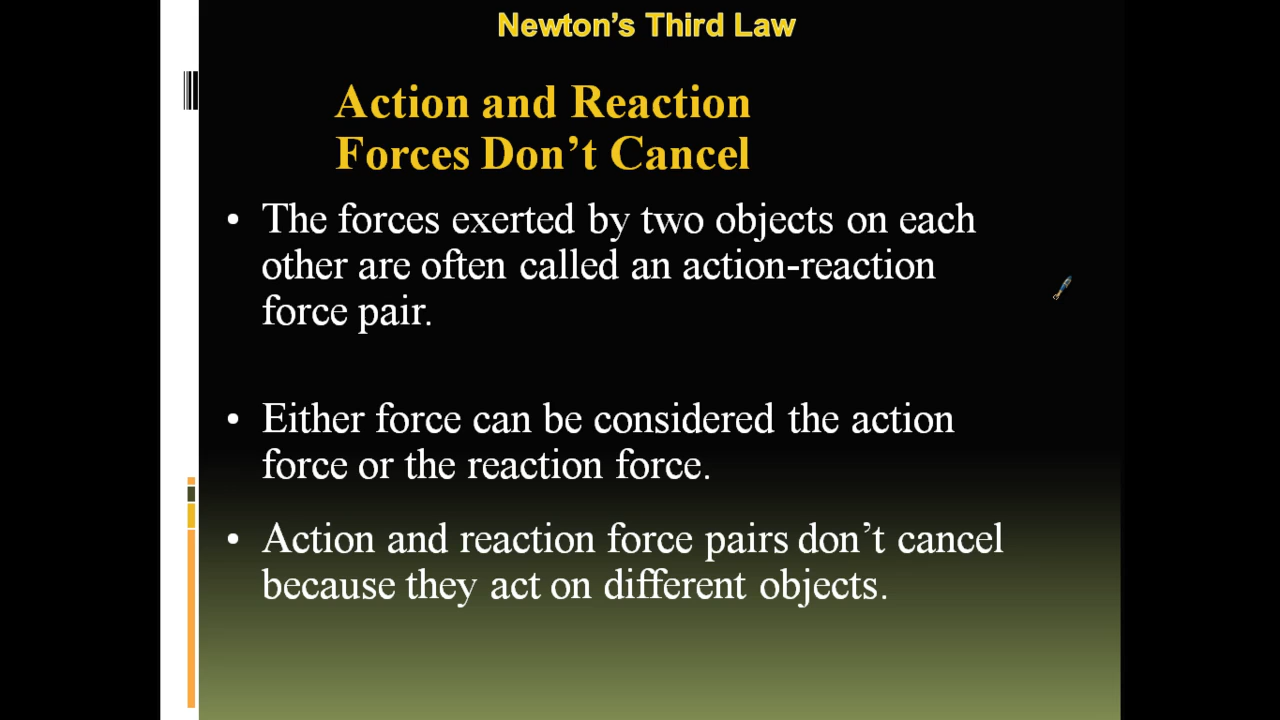 Newton’s Third Law
Action and Reaction
Forces Don’t Cancel
• The forces exerted by two objects on each
other are often called an action-reaction
force pair.
• Either force can be considered the action
force or the reaction force.
• Action and reaction force pairs don’t cancel
because they act on different objects.